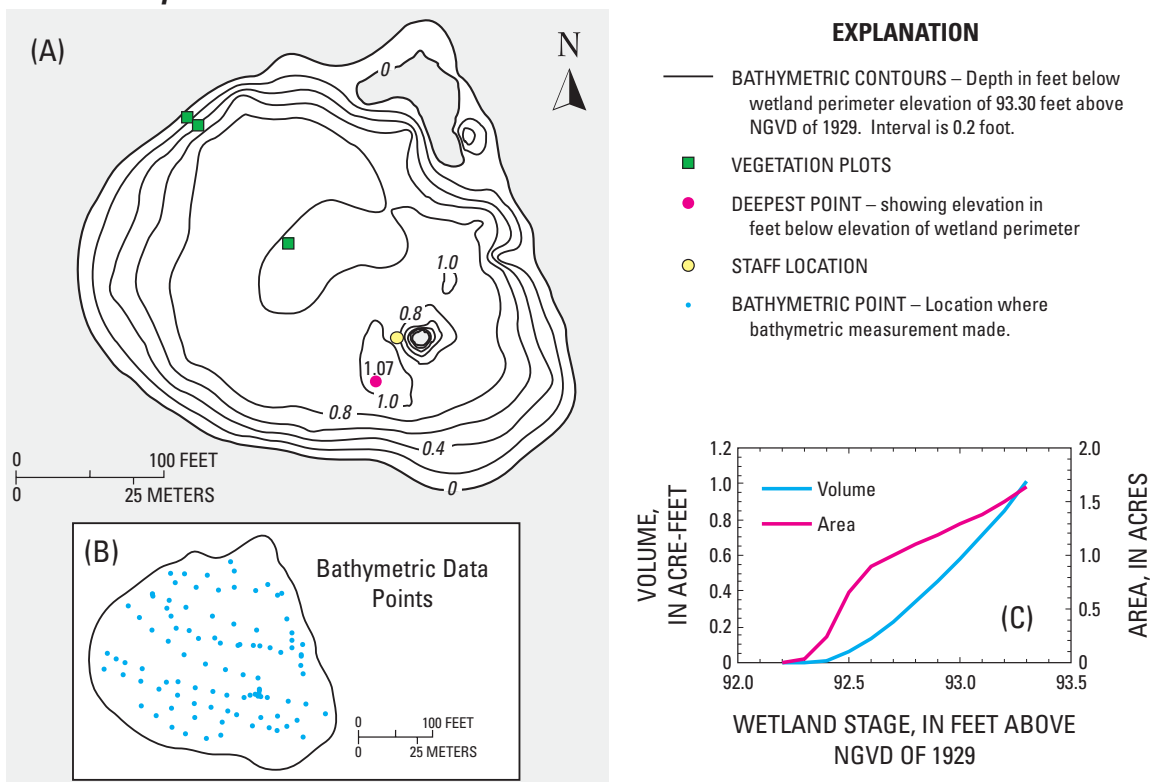 (A)
N
0
1.0
0.8
1.07
1.0
0.8
0.4
0
0 100 FEET
0 25 METERS
(B)
Bathymetric Data
Points
0 100 FEET
0 25 METERS
EXPLANATION
BATHYMETRIC CONTOURS – Depth in feet below
wetland perimeter elevation of 93.30 feet above
NGVD of 1929. Interval is 0.2 foot.
VEGETATION PLOTS
DEEPEST POINT – showing elevation in
feet below elevation of wetland perimeter
STAFF LOCATION
BATHYMETRIC POINT – Location where
bathymetric measurement made.
VOLUME,
IN ACRE-FEET
1.2
1.0
0.8
0.6
0.4
0.2
0
Volume
Area
(C)
2.0
1.5
1.0
0.5
0
AREA, IN ACRES
92.0 92.5 93.0 93.5
WETLAND STAGE, IN FEET ABOVE
NGVD OF 1929